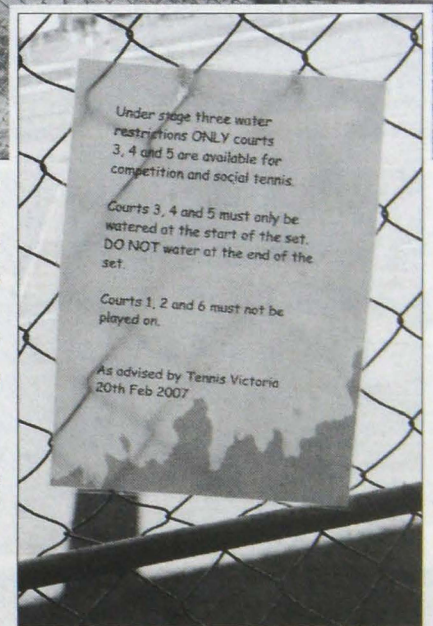 Under stage three water
restrictions ONLY courts
3, 4 and 5 are available for
competition and social tennis.
Courts 3, 4 and 5 must only be
watered at the start of the set.
DO NOT water at the end of the
set.
Courts 1, 2 and 6 must not be
played on.
As advised by Tennis Victoria
20th Feb 2007